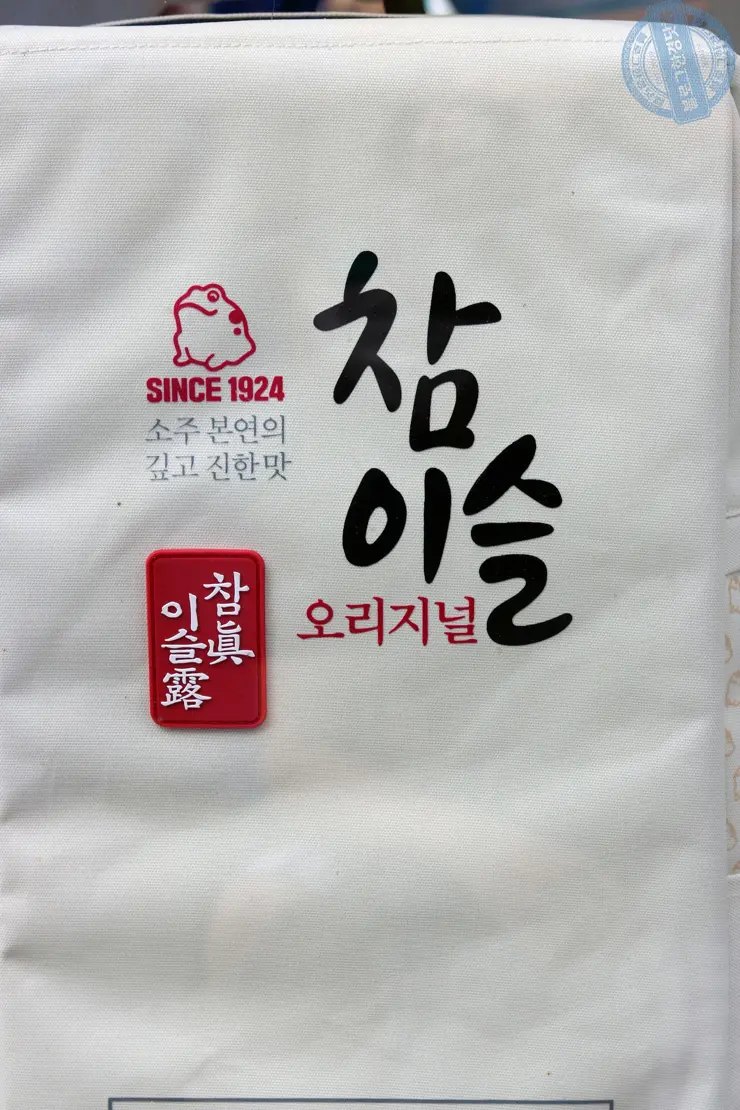 SINCE 1924
소주 본연의
깊고 진한맛
참
이슬
오리지널
참眞
이슬露